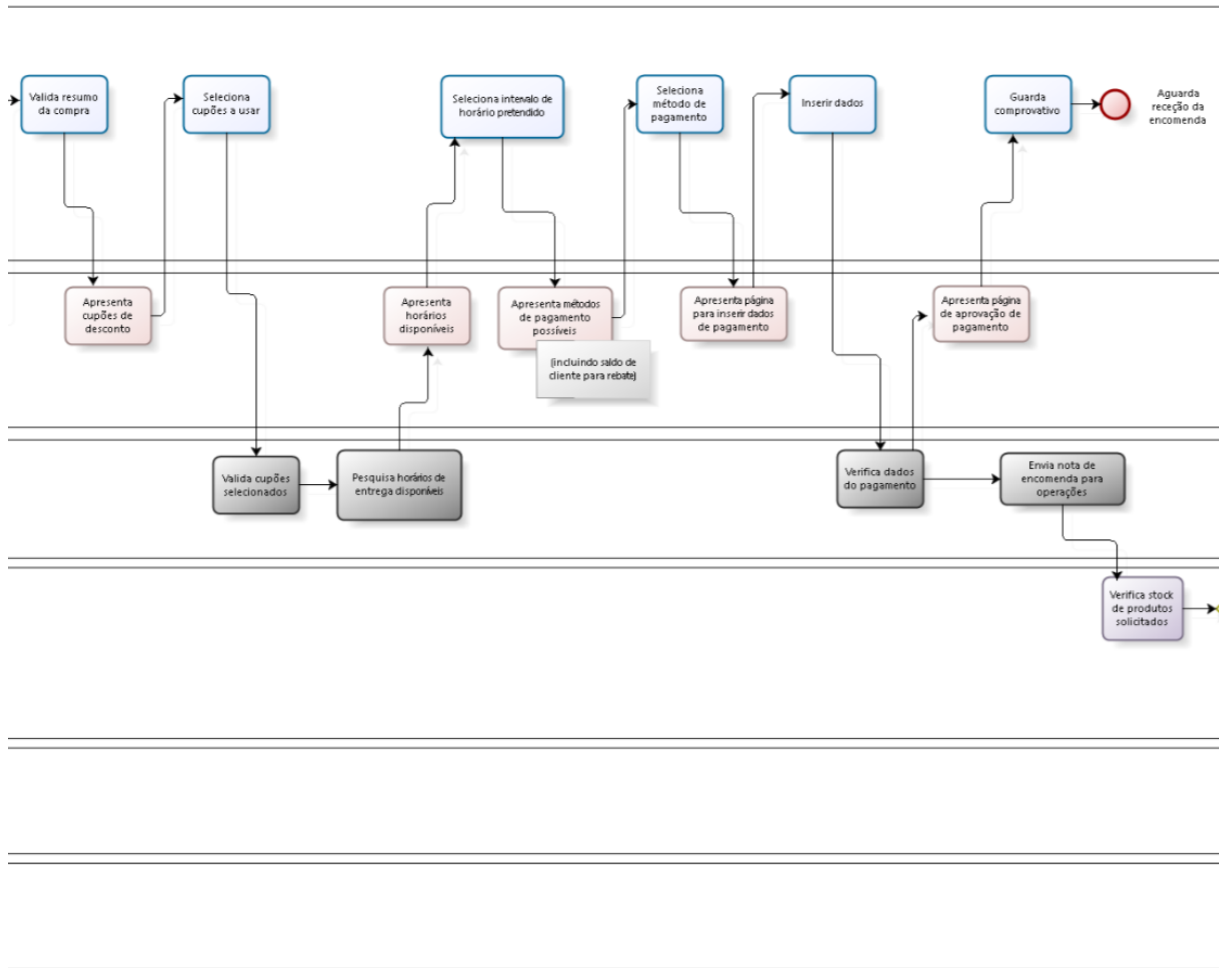 Valida resumo
da compra
Seleciona
cupões a usar
Seleciona intervalo de
horário pretendido
Seleciona
método de
pagamento
Inserir dados
Guarda
comprovativo
Aguarda
receção da
encomenda
Apresenta
cupões de
desconto
Apresenta
horários
disponíveis
Apresenta métodos
de pagamento
possíveis
(incluindo saldo de
cliente para rebate)
Apresenta página
para inserir dados
de pagamento
Apresenta página
de aprovação de
pagamento
Valida cupões
selecionados
Pesquisa horários de
entrega disponíveis
Verifica dados
do pagamento
Envia nota de
encomenda para
operações
Verifica stock
de produtos
solicitados